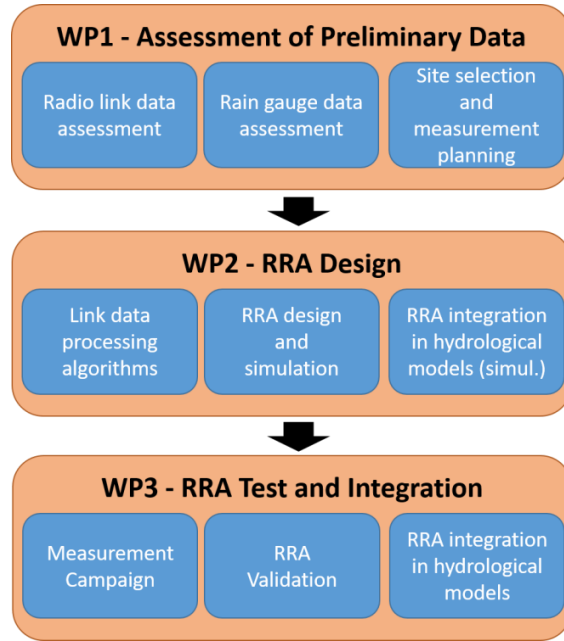 WP1 - Assessment of Preliminary Data
Radio link data
assessment
Rain gauge data
assessment
Site selection
and
measurement
planning
WP2 - RRA Design
Link data
processing
algorithms
RRA design
and
simulation
RRA integration
in hydrological
models (simul.)
WP3 - RRA Test and Integration
Measurement
Campaign
RRA
Validation
RRA integration
in hydrological
models